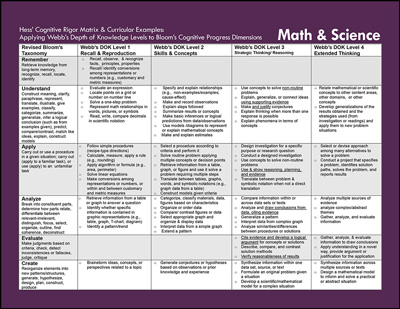 Hess' Cognitive Rigor Matrix & Curricular Examples:
Applying Webb's Depth of Knowledge Levels to Bloom's Cognitive Process Dimensions
Math & Science
Revised Bloom's
Taxonomy
Webb's DOK Level 1
Recall & Reproduction
Webb's DOK Level 2
Skills & Concepts
Webb's DOK Level 3
Strategic Thinking/ Reasoning
Webb's DOK Level 4
Extended Thinking
Remember
Retrieve knowledge from
long-term memory,
recognize, recall, locate,
identify
Recall, observe, & recognize
facts, principles, properties
Recall/ identify conversions
among representations or
numbers (e.g., customary and
metric measures)
Understand
Construct meaning, clarify,
paraphrase, represent,
translate, illustrate, give
examples, classify,
categorize, summarize,
generalize, infer a logical
conclusion (such as from
examples given), predict,
compare/contrast, match like
ideas, explain, construct
models
Evaluate an expression
Locate points on a grid or
number on number line
Solve a one-step problem
Represent math relationships in
words, pictures, or symbols
Read, write, compare decimals
in scientific notation
Specify and explain relationships
(e.g., non-examples/examples;
cause-effect)
Make and record observations
Explain steps followed
Summarize results or concepts
Make basic inferences or logical
predictions from data/observations
Use models /diagrams to represent
or explain mathematical concepts
Make and explain estimates
Use concepts to solve non-routine
problems
Explain, generalize, or connect ideas
using supporting evidence
Make and justify conjectures
Explain thinking when more than one
response is possible
Explain phenomena in terms of
concepts
Relate mathematical or scientific
concepts to other content areas,
other domains, or other
concepts
Develop generalizations of the
results obtained and the
strategies used (from
investigation or readings) and
apply them to new problem
situations
Apply
Carry out or use a procedure
in a given situation; carry out
(apply to a familiar task), or
use (apply) to an unfamiliar
task
Follow simple procedures
(recipe-type directions)
Calculate, measure, apply a rule
(e.g., rounding)
Apply algorithm or formula (e.g.,
area, perimeter)
Solve linear equations
Make conversions among
representations or numbers, or
within and between customary
and metric measures
Select a procedure according to
criteria and perform it
Solve routine problem applying
multiple concepts or decision points
Retrieve information from a table,
graph, or figure and use it solve a
problem requiring multiple steps
Translate between tables, graphs,
words, and symbolic notations (e.g.,
graph data from a table)
Construct models given criteria
Design investigation for a specific
purpose or research question
Conduct a designed investigation
Use concepts to solve non-routine
problems
Use & show reasoning, planning,
and evidence
Translate between problem &
symbolic notation when not a direct
translation
Select or devise approach
among many alternatives to
solve a problem
Conduct a project that specifies
a problem, identifies solution
paths, solves the problem, and
reports results
Analyze
Break into constituent parts,
determine how parts relate,
differentiate between
relevant-irrelevant,
distinguish, focus, select,
organize, outline, find
coherence, deconstruct
Retrieve information from a table
or graph to answer a question
Identify whether specific
information is contained in
graphic representations (e.g.,
table, graph, T-chart, diagram)
Identify a pattern/trend
Categorize, classify materials, data,
figures based on characteristics
Organize or order data
Compare/ contrast figures or data
Select appropriate graph and
organize & display data
Interpret data from a simple graph
Extend a pattern
Compare information within or
across data sets or texts
Analyze and draw conclusions from
data, citing evidence
Generalize a pattern
Interpret data from complex graph
Analyze similarities/differences
between procedures or solutions
Analyze multiple sources of
evidence
analyze complex/abstract
themes
Gather, analyze, and evaluate
information
Evaluate
Make judgments based on
criteria, check, detect
inconsistencies or fallacies,
judge, critique
Cite evidence and develop a logical
argument for concepts or solutions
Describe, compare, and contrast
solution methods
Verify reasonableness of results
Gather, analyze, & evaluate
information to draw conclusions
Apply understanding in a novel
way, provide argument or
justification for the application
Create
Reorganize elements into
new patterns/structures,
generate, hypothesize,
design, plan, construct,
produce
Brainstorm ideas, concepts, or
perspectives related to a topic
Generate conjectures or hypotheses
based on observations or prior
knowledge and experience
Synthesize information within one
data set, source, or text
Formulate an original problem given
a situation
Develop a scientific/mathematical
model for a complex situation
Synthesize information across
multiple sources or texts
Design a mathematical model
to inform and solve a practical
or abstract situation